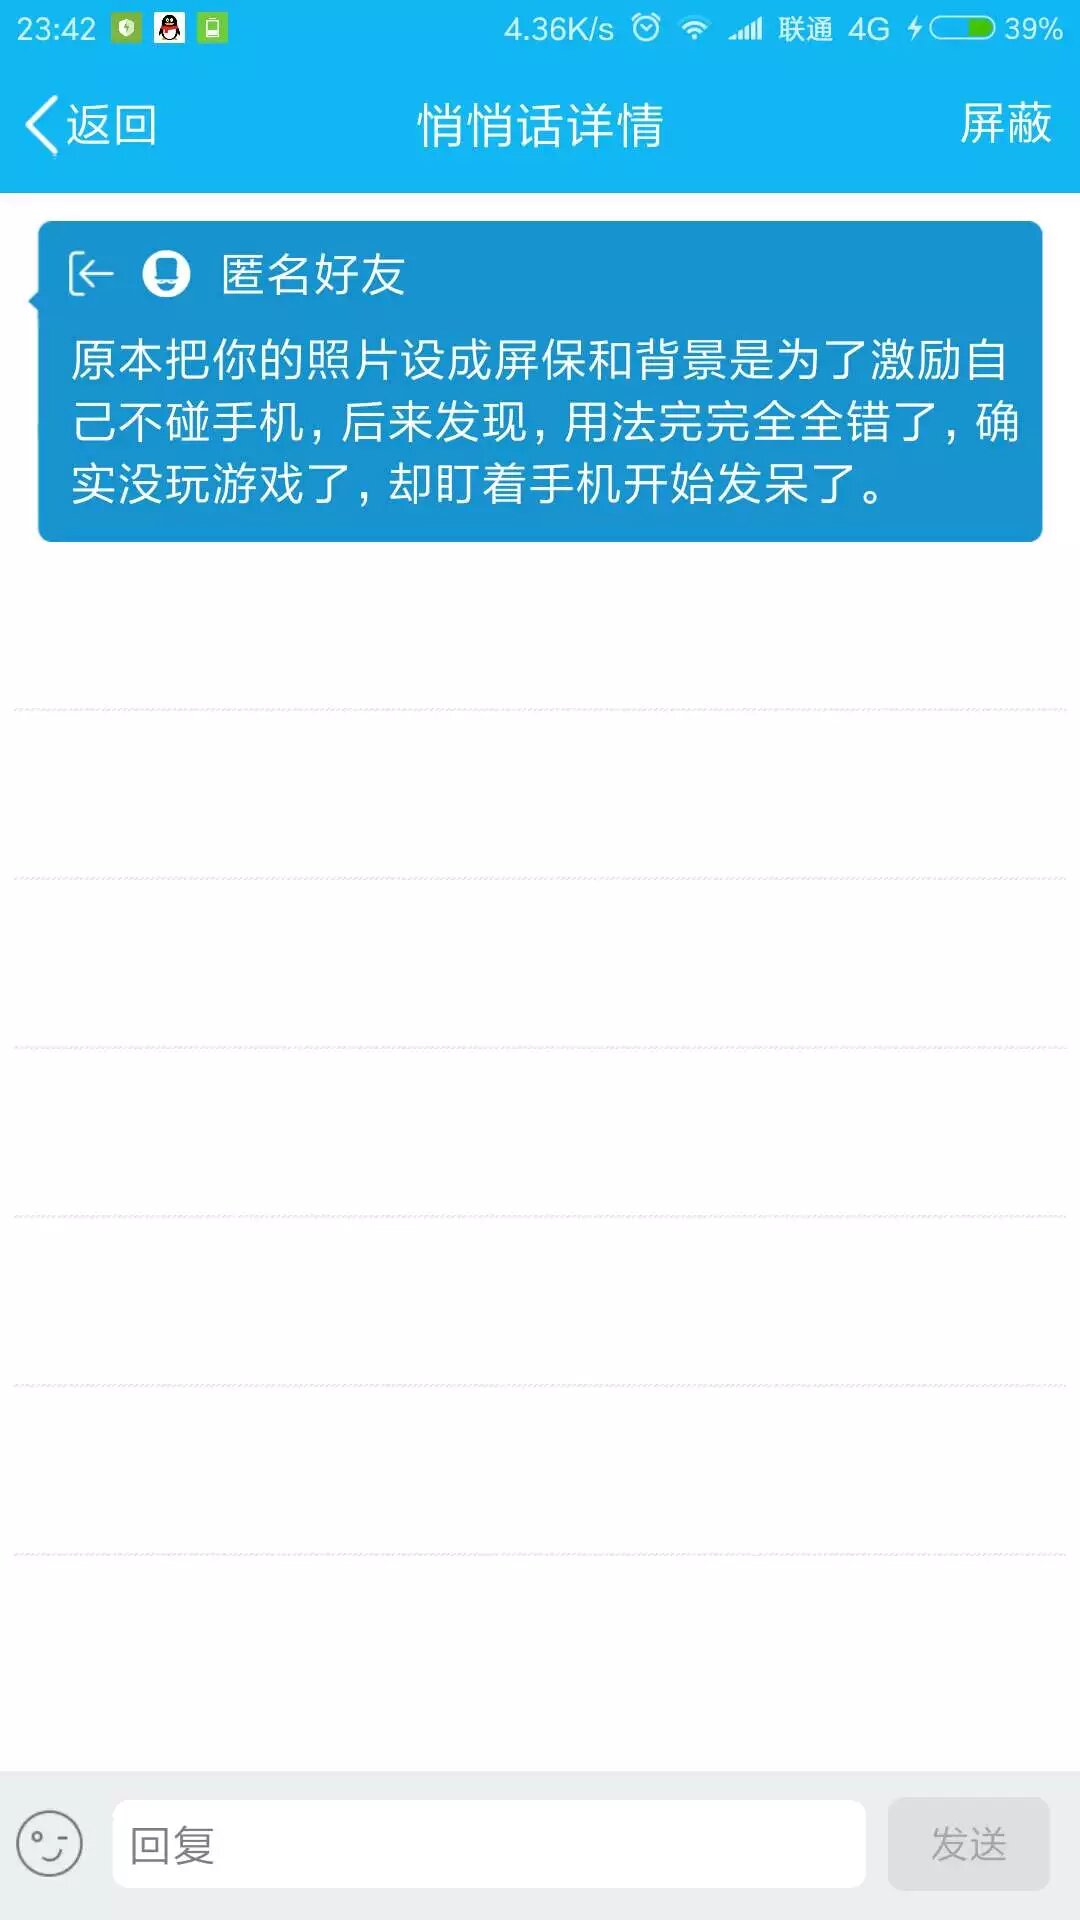 23:42 4.36K/s 联通 4G 39%
返回 悄悄话详情 屏蔽
匿名好友
原本把你的照片设成屏保和背景是为了激励自
己不碰手机，后来发现，用法完完全全错了，确
实没玩游戏了，却盯着手机开始发呆了。
回复 发送